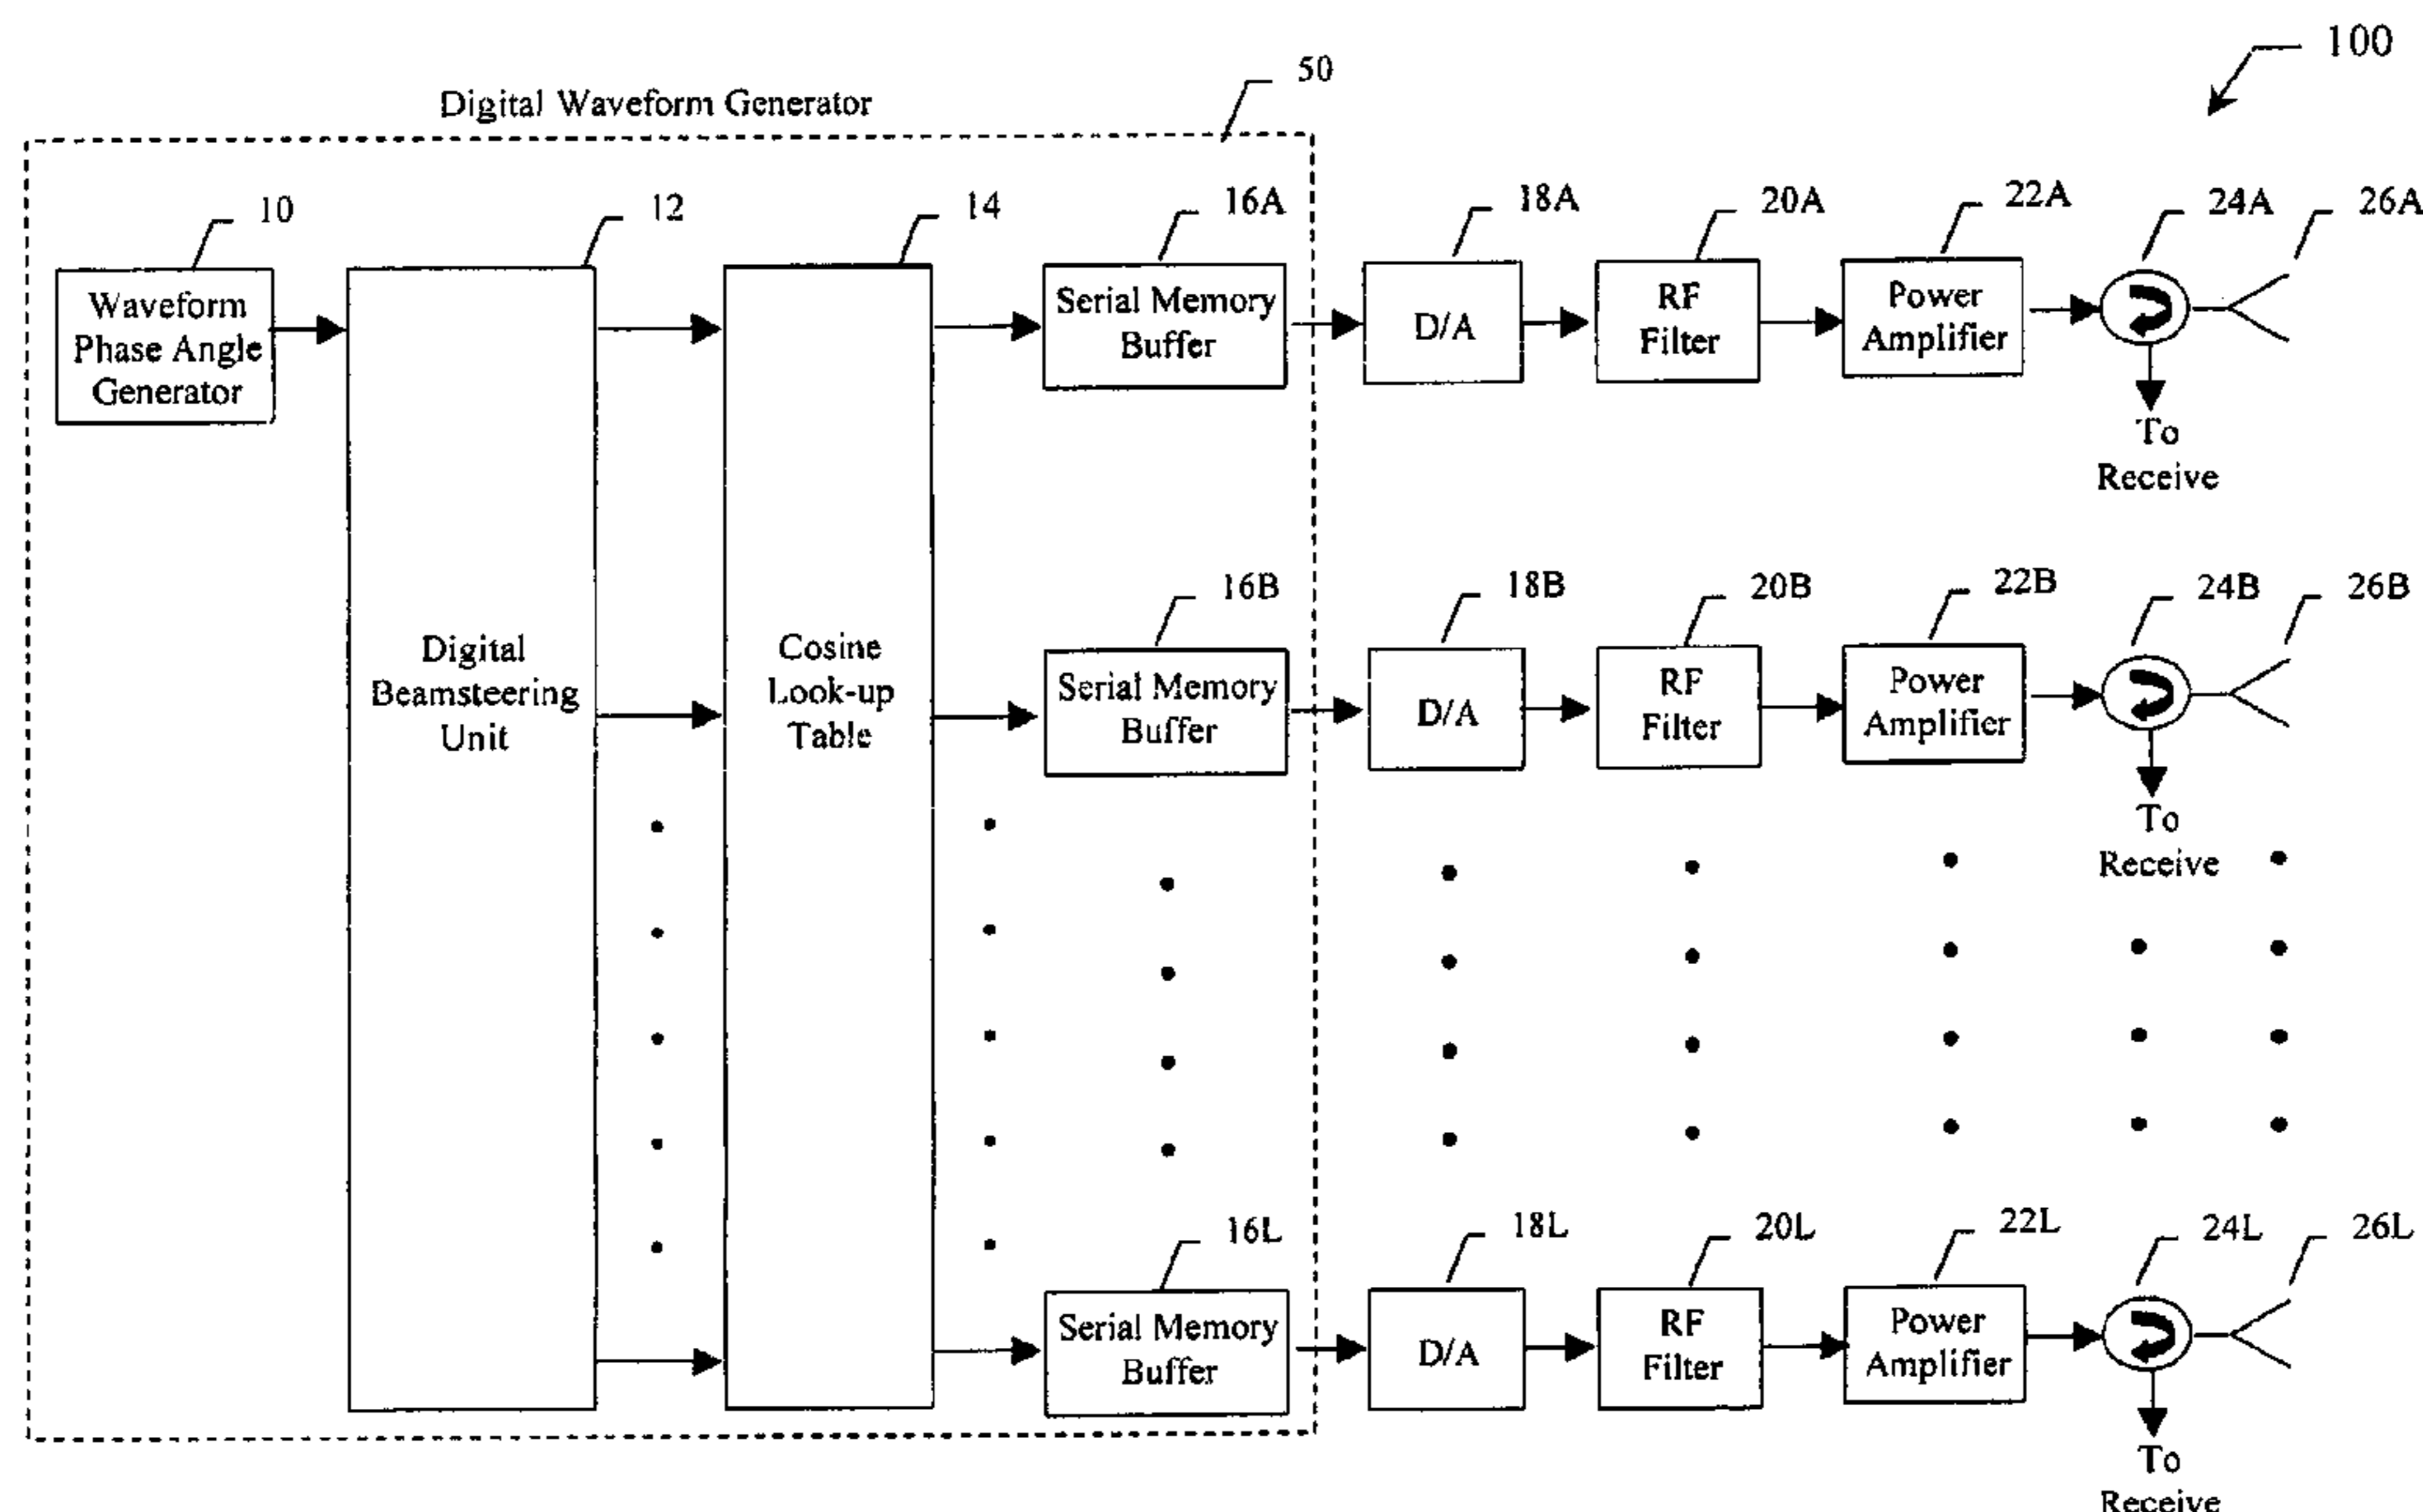 100
50
Digital Waveform Generator
10
12
14
16A
18A
20A
22A
24A
26A
Waveform
Phase Angle
Generator
Serial Memory
Buffer
D/A
RF
Filter
Power
Amplifier
To
Receive
16B
18B
20B
22B
24B
26B
Digital
Beamsteering
Unit
Cosine
Look-up
Table
Serial Memory
Buffer
D/A
RF
Filter
Power
Amplifier
To
Receive
16L
18L
20L
22L
24L
26L
Serial Memory
Buffer
D/A
RF
Filter
Power
Amplifier
To
Receive